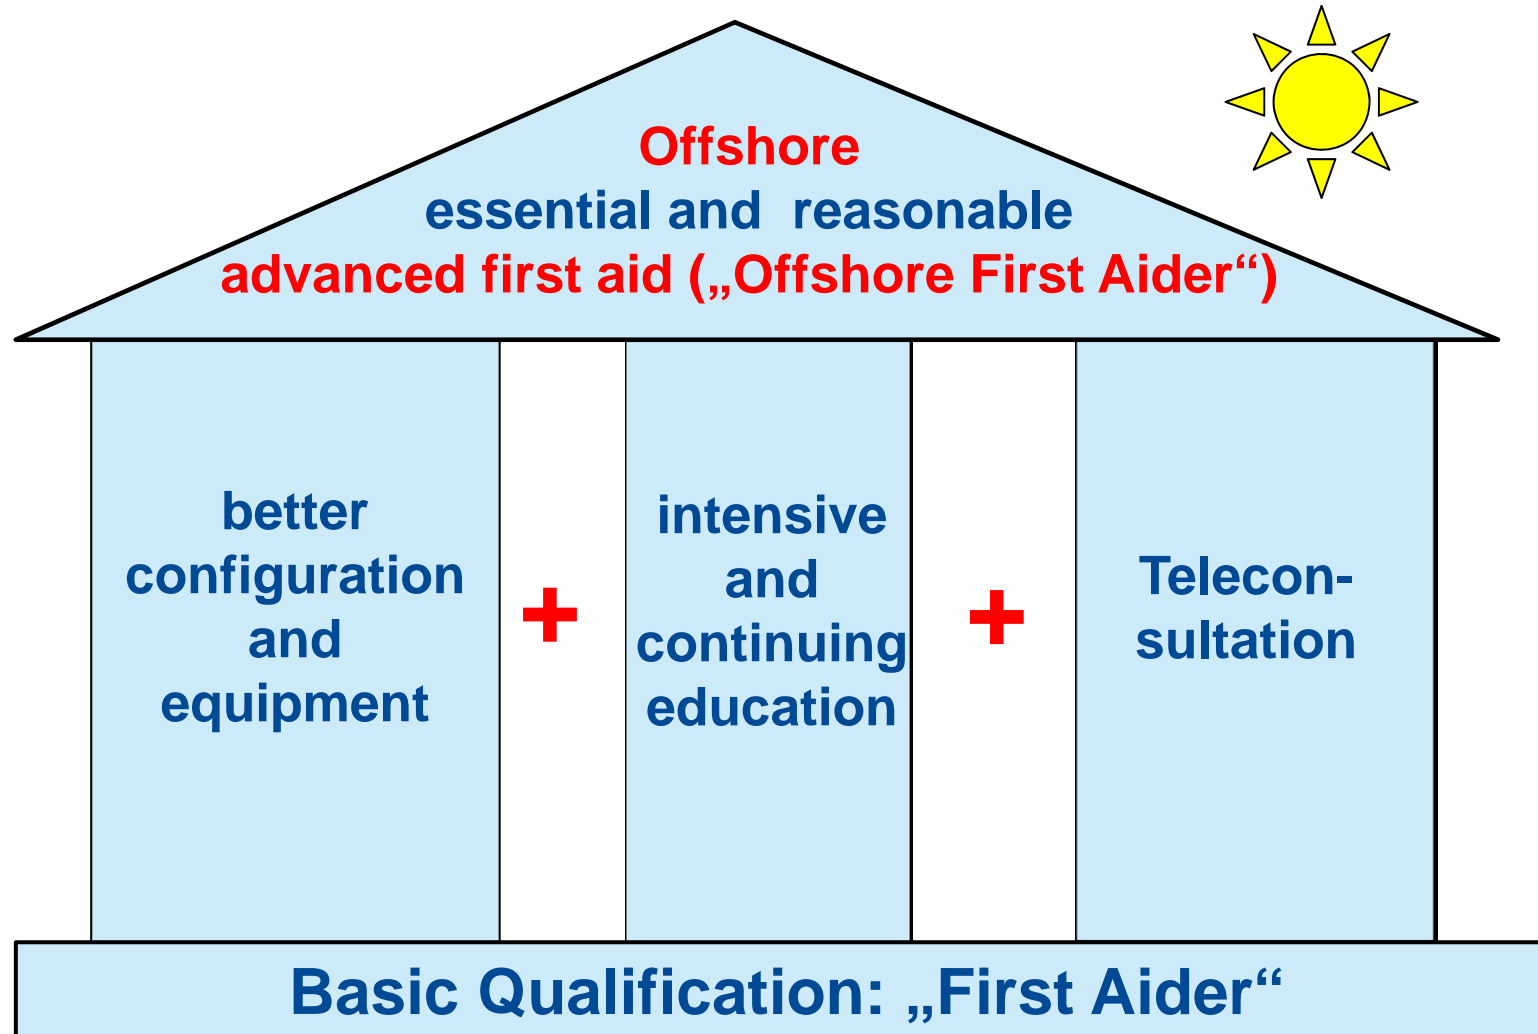 Offshore
essential and  reasonable
advanced first aid („Offshore First Aider“)
better
configuration
and
equipment
+
intensive
and
continuing
education
+
Telecon-
sultation
Basic Qualification: „First Aider“